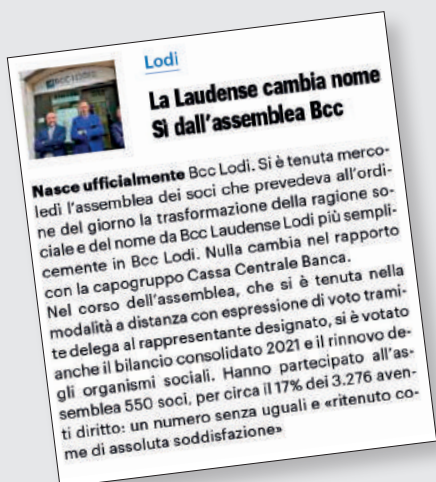 BCC LODI
Lodi
La Laudense cambia nome
Sì dall'assemblea Bcc
Nasce ufficialmente Bcc Lodi. Si è tenuta merco-
ledì l'assemblea dei soci che prevedeva all'ordi-
ne del giorno la trasformazione della ragione so-
ciale e del nome da Bcc Laudense Lodi più sempli-
cemente in Bcc Lodi. Nulla cambia nel rapporto
con la capogruppo Cassa Centrale Banca.
Nel corso dell'assemblea, che si è tenuta nella
modalità a distanza con espressione di voto trami-
te delega al rappresentante designato, si è votato
anche il bilancio consolidato 2021 e il rinnovo de-
gli organismi sociali. Hanno partecipato all'as-
semblea 550 soci, per circa il 17% dei 3.276 aven-
ti diritto: un numero senza uguali e «ritenuto co-
me di assoluta soddisfazione»